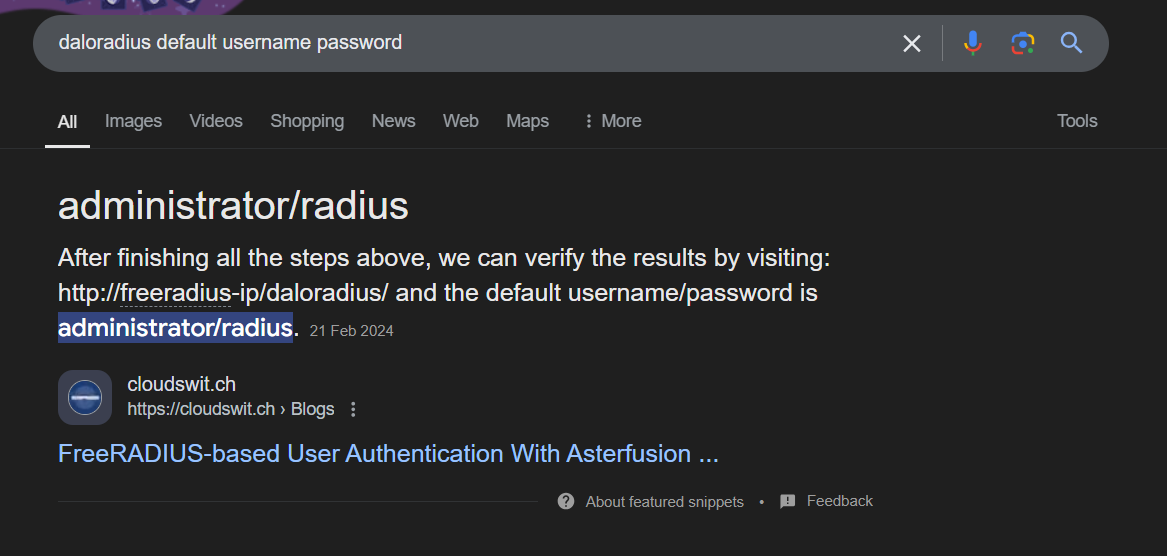 daloradius default username password
All Images Videos Shopping News Web Maps More Tools
administrator/radius
After finishing all the steps above, we can verify the results by visiting:
http://freeradius-ip/daloradius/ and the default username/password is
administrator/radius. 21 Feb 2024
cloudswit.ch
https://cloudswit.ch › Blogs
FreeRADIUS-based User Authentication With Asterfusion ...
About featured snippets • Feedback